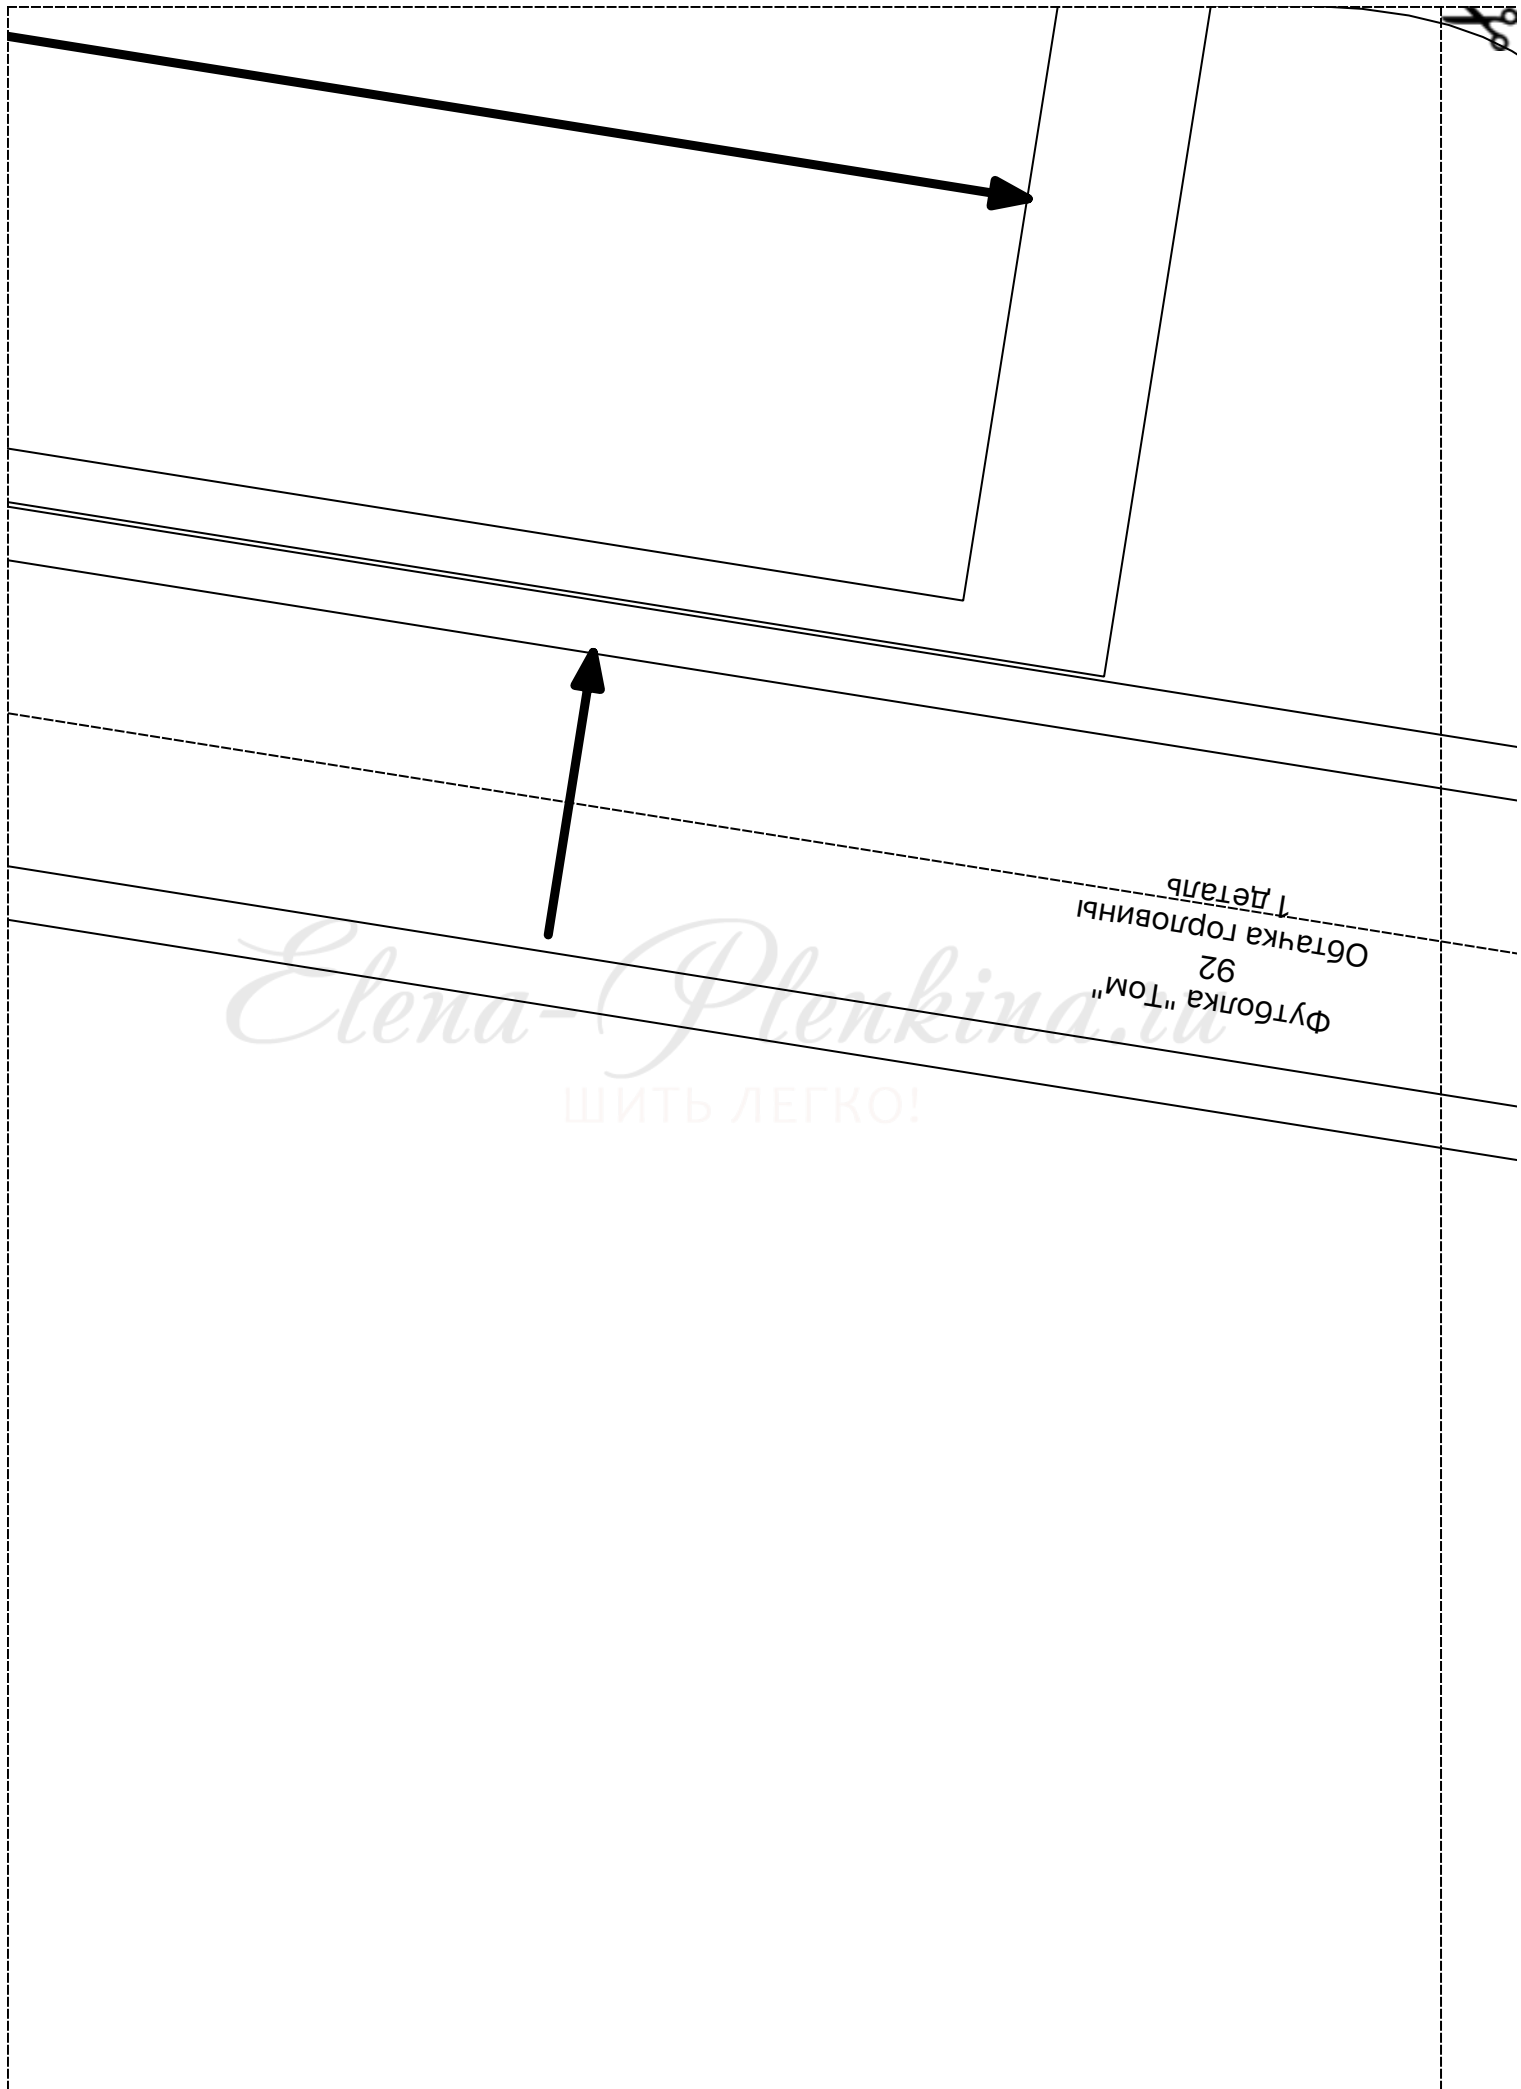 Футболка "Том"
92
Обтачка горловины
1 деталь
Elena-Plenkina.ru
ШИТЬ ЛЕГКО!